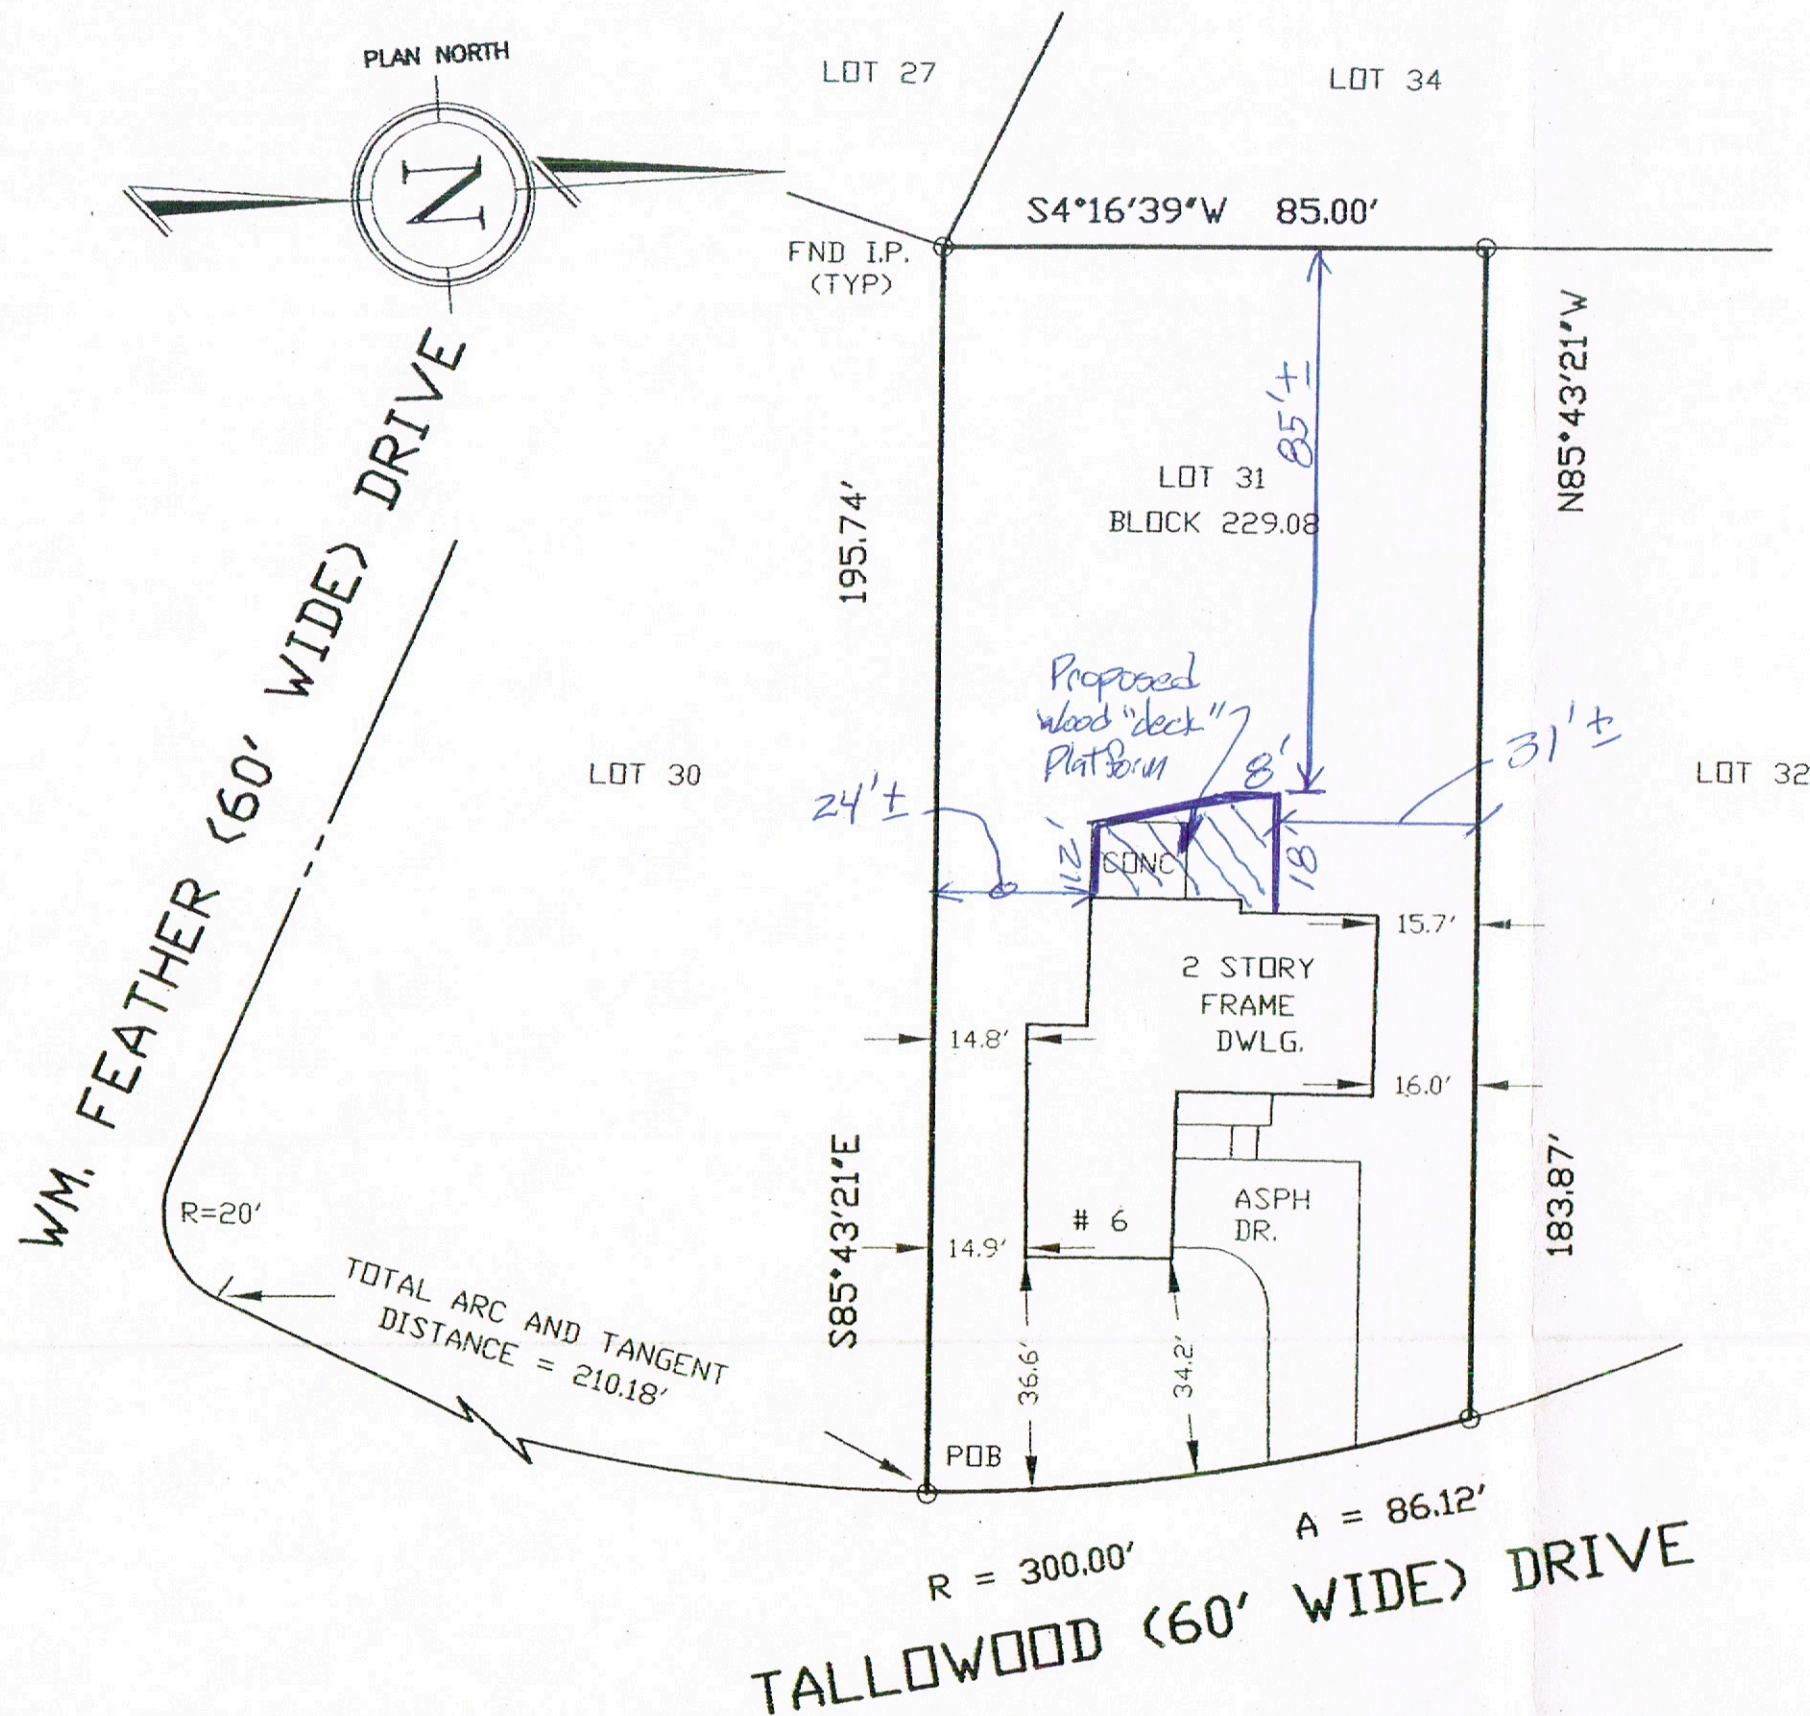 PLAN NORTH
N
LOT 27
LOT 34
S4°16'39"W 85.00'
FND I.P.
(TYP)
WM. FEATHER (60' WIDE) DRIVE
N85°43'21"W
85'±
LOT 31
BLOCK 229.08
195.74'
Proposed
Wood "deck"
Platform
8'
31'±
LOT 30
LOT 32
24'±
12'
CONC
18'
15.7'
2 STORY
FRAME
DWLG.
14.8'
16.0'
S85°43'21"E
183.87'
R=20'
ASPH
DR.
# 6
14.9'
TOTAL ARC AND TANGENT
DISTANCE = 210.18'
36.6'
34.2'
POB
A = 86.12'
R = 300.00'
TALLOWOOD (60' WIDE) DRIVE